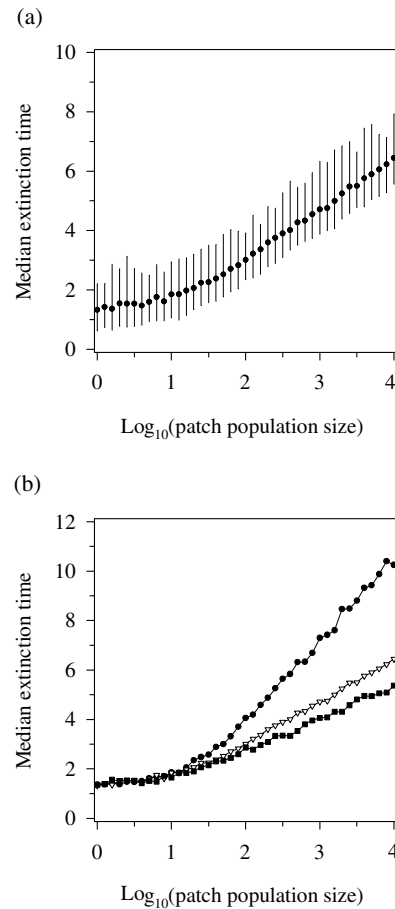 (a)
10
8
6
4
2
0
Median extinction time
0 1 2 3 4
Log10(patch population size)
(b)
12
10
8
6
4
2
0
Median extinction time
0 1 2 3 4
Log10(patch population size)